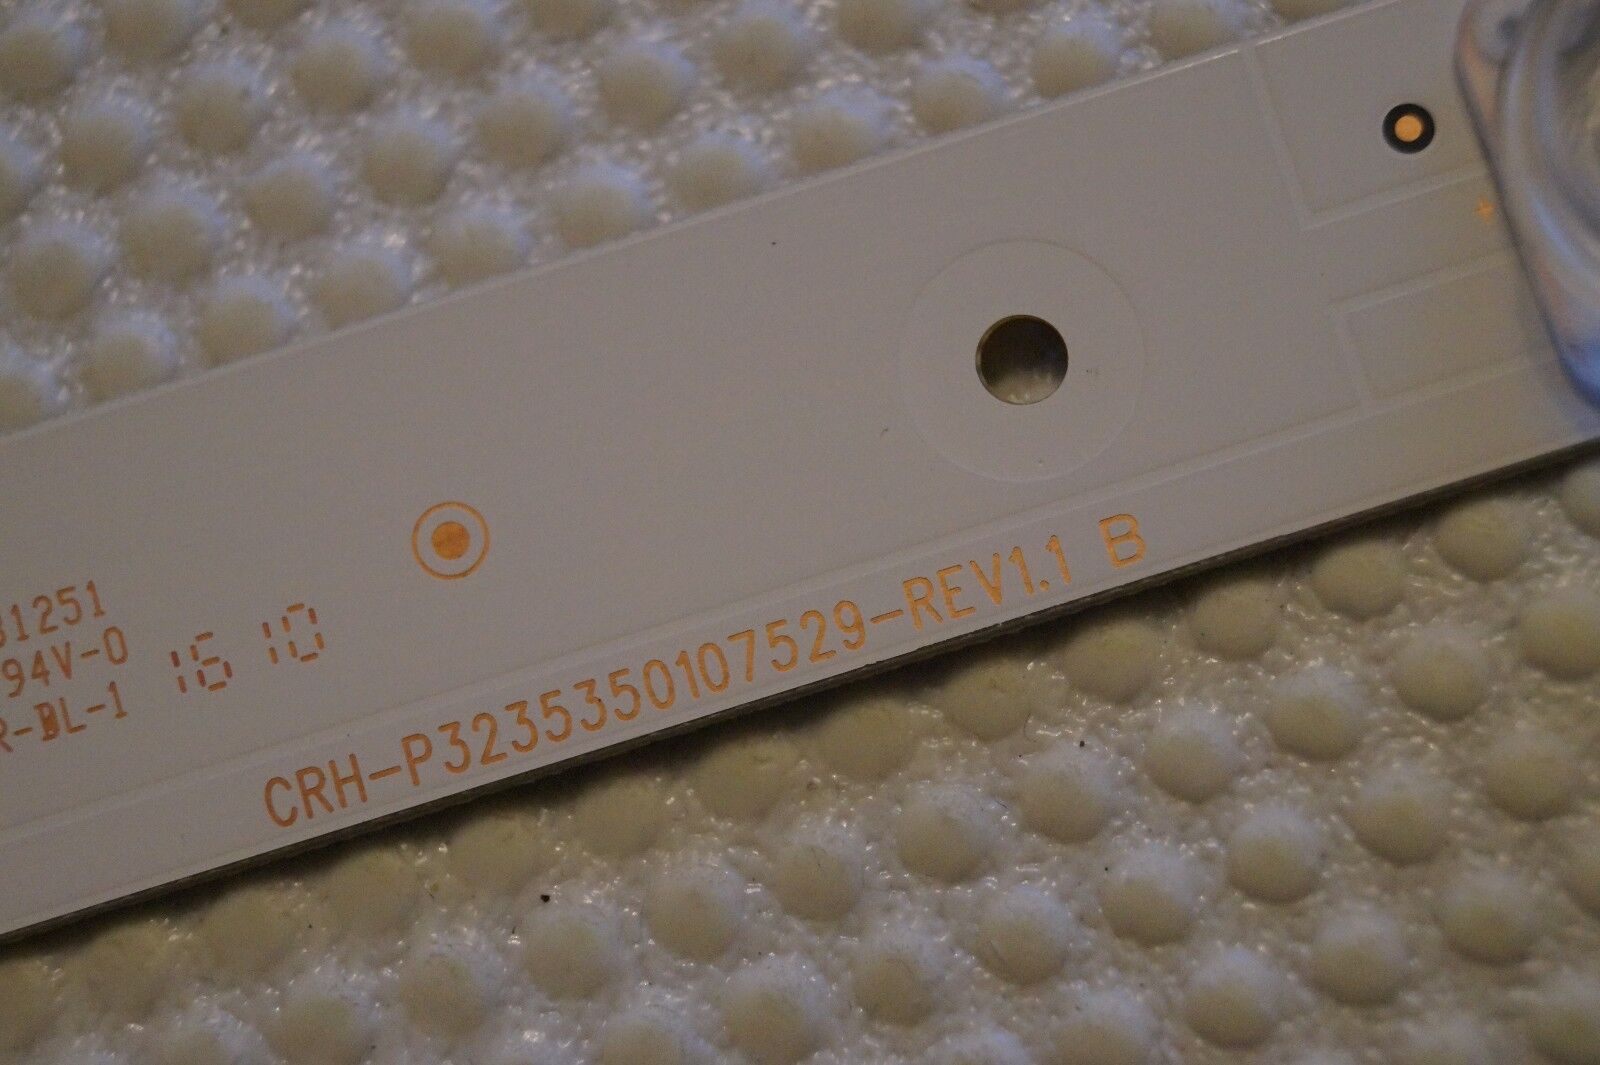 31251
94V-0
R-BL-1 16 10
CRH-P3235350107529-REV1.1 B
+